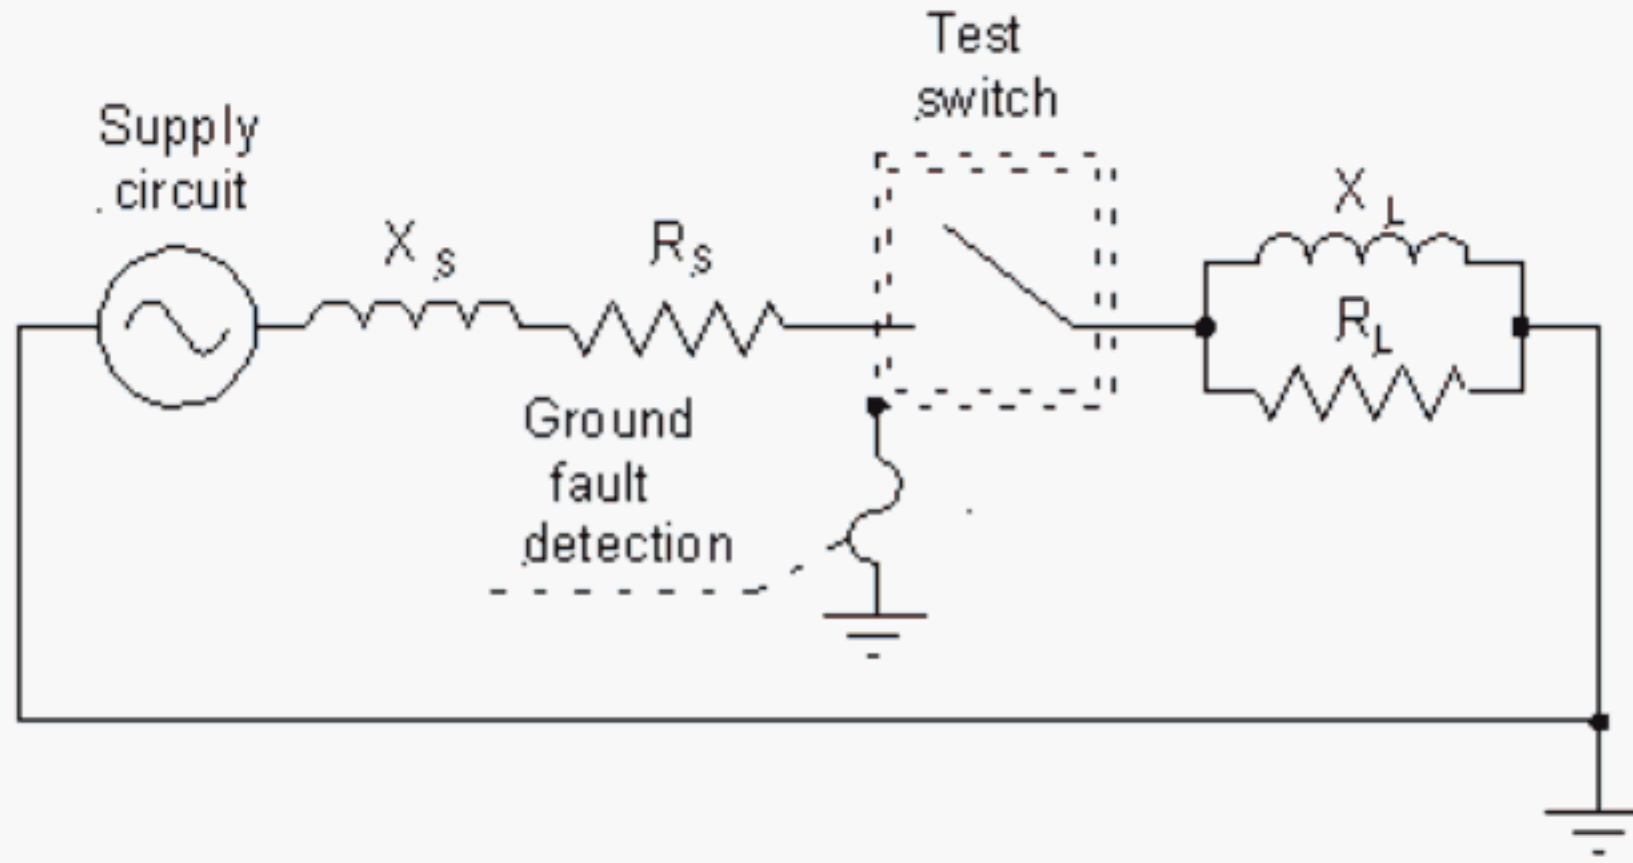 Test
switch
Supply
circuit
X S
R S
X L
R L
Ground
fault
detection